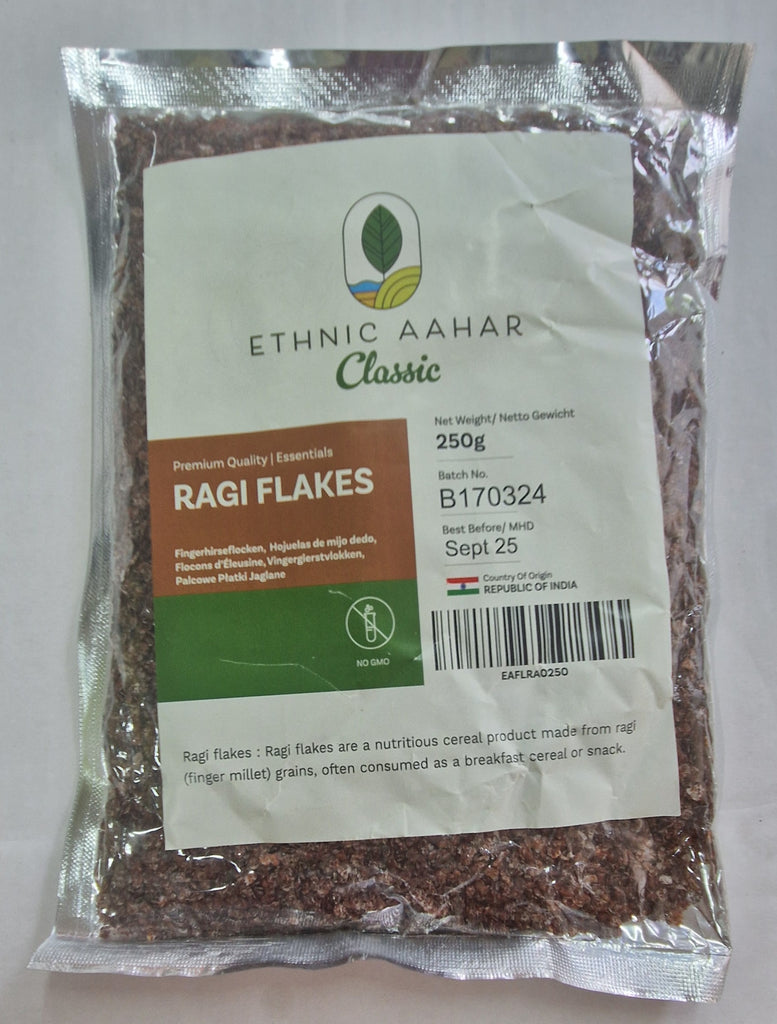 ETHNIC AAHAR
Classic
Premium Quality | Essentials
RAGI FLAKES
Fingerhirseflocken, Hojuelas de mijo dedo,
Flocons d'Éleusine, Vingergierstvlokken,
Palcowe Płatki Jaglane
NO GMO
Net Weight/ Netto Gewicht
250g
Batch No.
B170324
Best Before/ MHD
Sept 25
Country Of Origin
REPUBLIC OF INDIA
EAFLRA0250
Ragi flakes : Ragi flakes are a nutritious cereal product made from ragi
(finger millet) grains, often consumed as a breakfast cereal or snack.